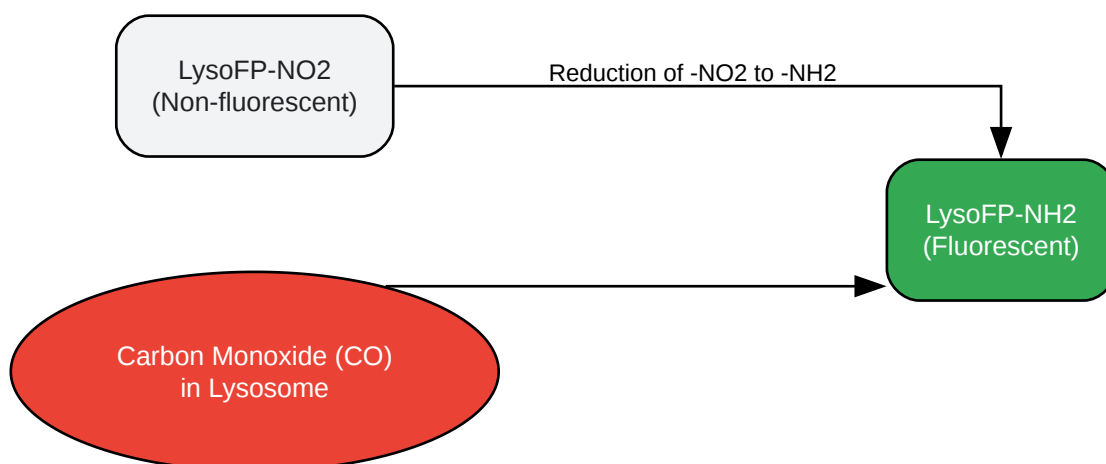 LysoFP-NO2
(Non-fluorescent)
Reduction of -NO2 to -NH2
LysoFP-NH2
(Fluorescent)
Carbon Monoxide (CO)
in Lysosome